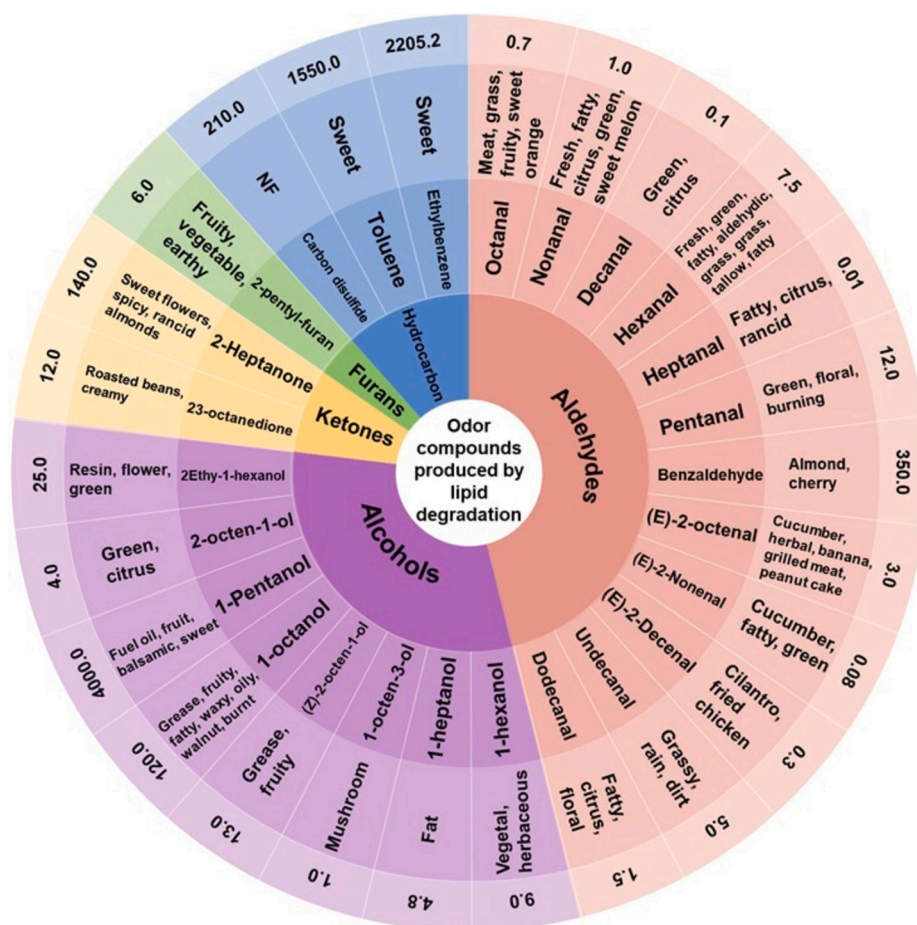 Odor
compounds
produced by
lipid
degradation
Aldehydes
Octanal
Meat, grass,
fruity, sweet
orange
0.7
Nonanal
Fresh, fatty,
citrus, green,
sweet melon
1.0
Decanal
Green,
citrus
0.1
Hexanal
Fresh, green,
fatty, aldehydic,
grass, grass,
tallow, fatty
7.5
Heptanal
Fatty, citrus,
rancid
0.01
Pentanal
Green, floral,
burning
12.0
Benzaldehyde
Almond,
cherry
350.0
(E)-2-octenal
Cucumber,
herbal, banana,
grilled meat,
peanut cake
3.0
(E)-2-Nonenal
Cucumber,
fatty, green
0.08
(E)-2-Decenal
Cilantro,
fried
chicken
0.3
Undecanal
Grassy,
rain, dirt
5.0
Dodecanal
Fatty,
citrus,
floral
1.5
Alcohols
1-hexanol
Vegetal,
herbaceous
9.0
1-heptanol
Fat
4.8
1-octen-3-ol
Mushroom
1.0
(Z)-2-octen-1-ol
Grease,
fruity
13.0
1-octanol
Grease, fruity,
fatty, waxy, oily,
walnut, burnt
120.0
1-Pentanol
Fuel oil, fruit,
balsamic, sweet
4000.0
2-octen-1-ol
Green,
citrus
4.0
2Ethy-1-hexanol
Resin, flower,
green
25.0
Ketones
23-octanedione
Roasted beans,
creamy
12.0
2-Heptanone
Sweet flowers,
spicy, rancid
almonds
140.0
Furans
2-pentyl-furan
Fruity,
vegetable,
earthy
6.0
Hydrocarbon
Carbon disulfide
NF
210.0
Toluene
Sweet
1550.0
Ethylbenzene
Sweet
2205.2